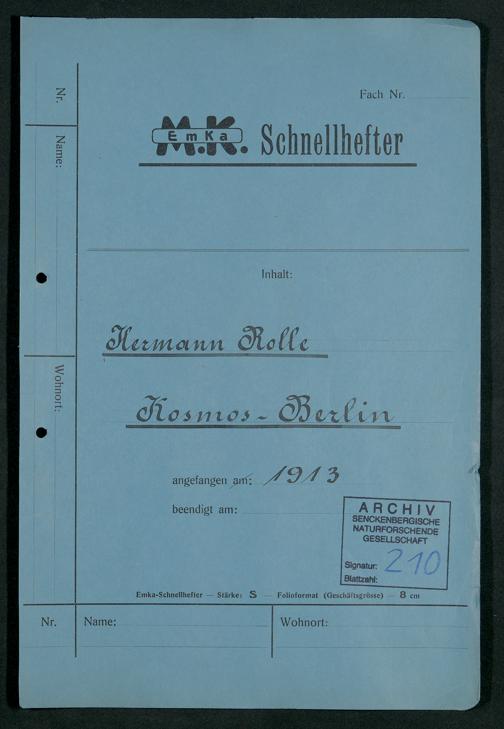 Fach Nr.
M.K.
EmKa
Schnellhefter
Inhalt:
Hermann Rolle
Kosmos - Berlin
angefangen am: 1913
beendigt am:
ARCHIV
SENCKENBERGISCHE
NATURFORSCHENDE
GESELLSCHAFT
Signatur: 210
Blattzahl:
Emka-Schnellhefter — Stärke: S — Folioformat (Geschäftsgrösse) — 8 cm
Nr.
Name:
Wohnort:
Nr.
Name:
Wohnort: